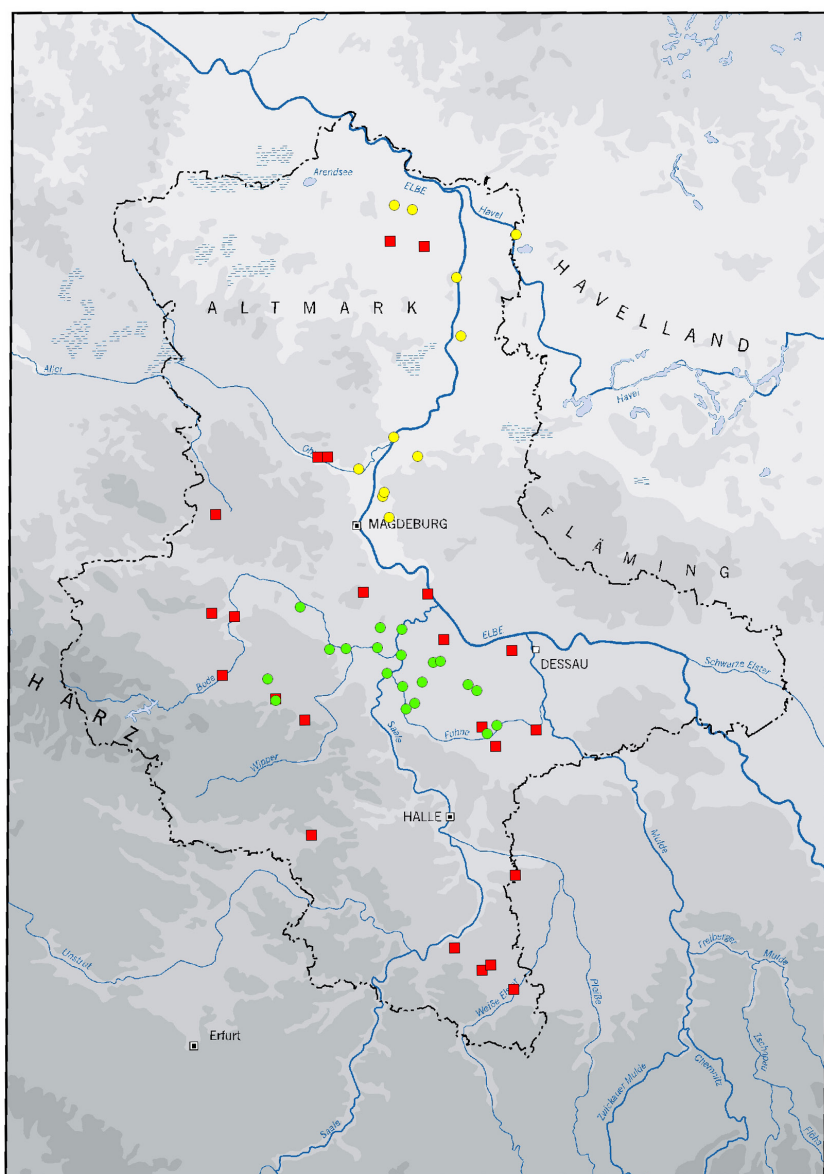 Arendsee
ELBE
Havel
HAVELLAND
ALTMARK
Aller
Havel
Ohre
MAGDEBURG
FLÄMING
ELBE
DESSAU
Schwarze Elster
HARZ
Bode
Saale
Fuhne
Wipper
HALLE
Mulde
Unstrut
Freiberger
Mulde
Weiße Elster
Pleiße
Erfurt
Zschopau
Chemnitz
Zwickauer Mulde
Saale
Flöha